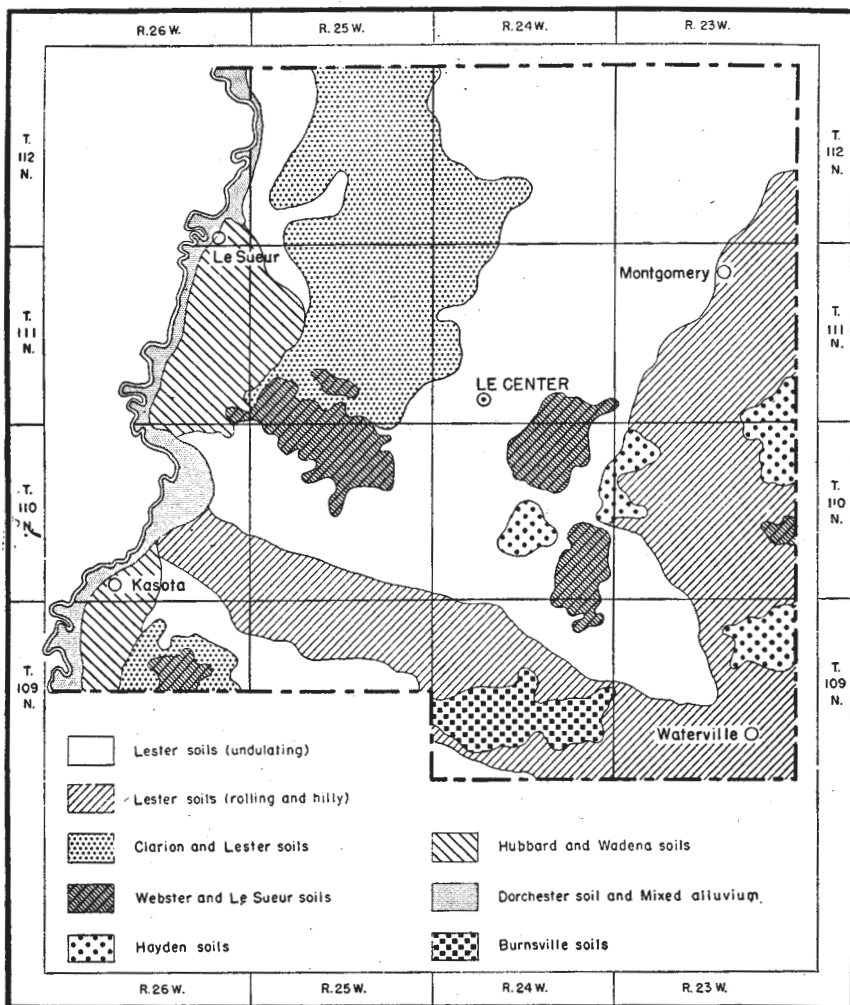 R.26 W. R.25 W. R.24 W. R.23 W.
T.
112
N.
T.
112
N.
Le Sueur
Montgomery
T.
111
N.
T.
111
N.
LE CENTER
T.
110
N.
T.
110
N.
Kasota
T.
109
N.
T.
109
N.
Waterville
Lester soils (undulating)
Lester soils (rolling and hilly)
Clarion and Lester soils
Hubbard and Wadena soils
Webster and Le Sueur soils
Dorchester soil and Mixed alluvium
Hayden soils
Burnsville soils
R.26 W. R.25 W. R.24 W. R.23 W.